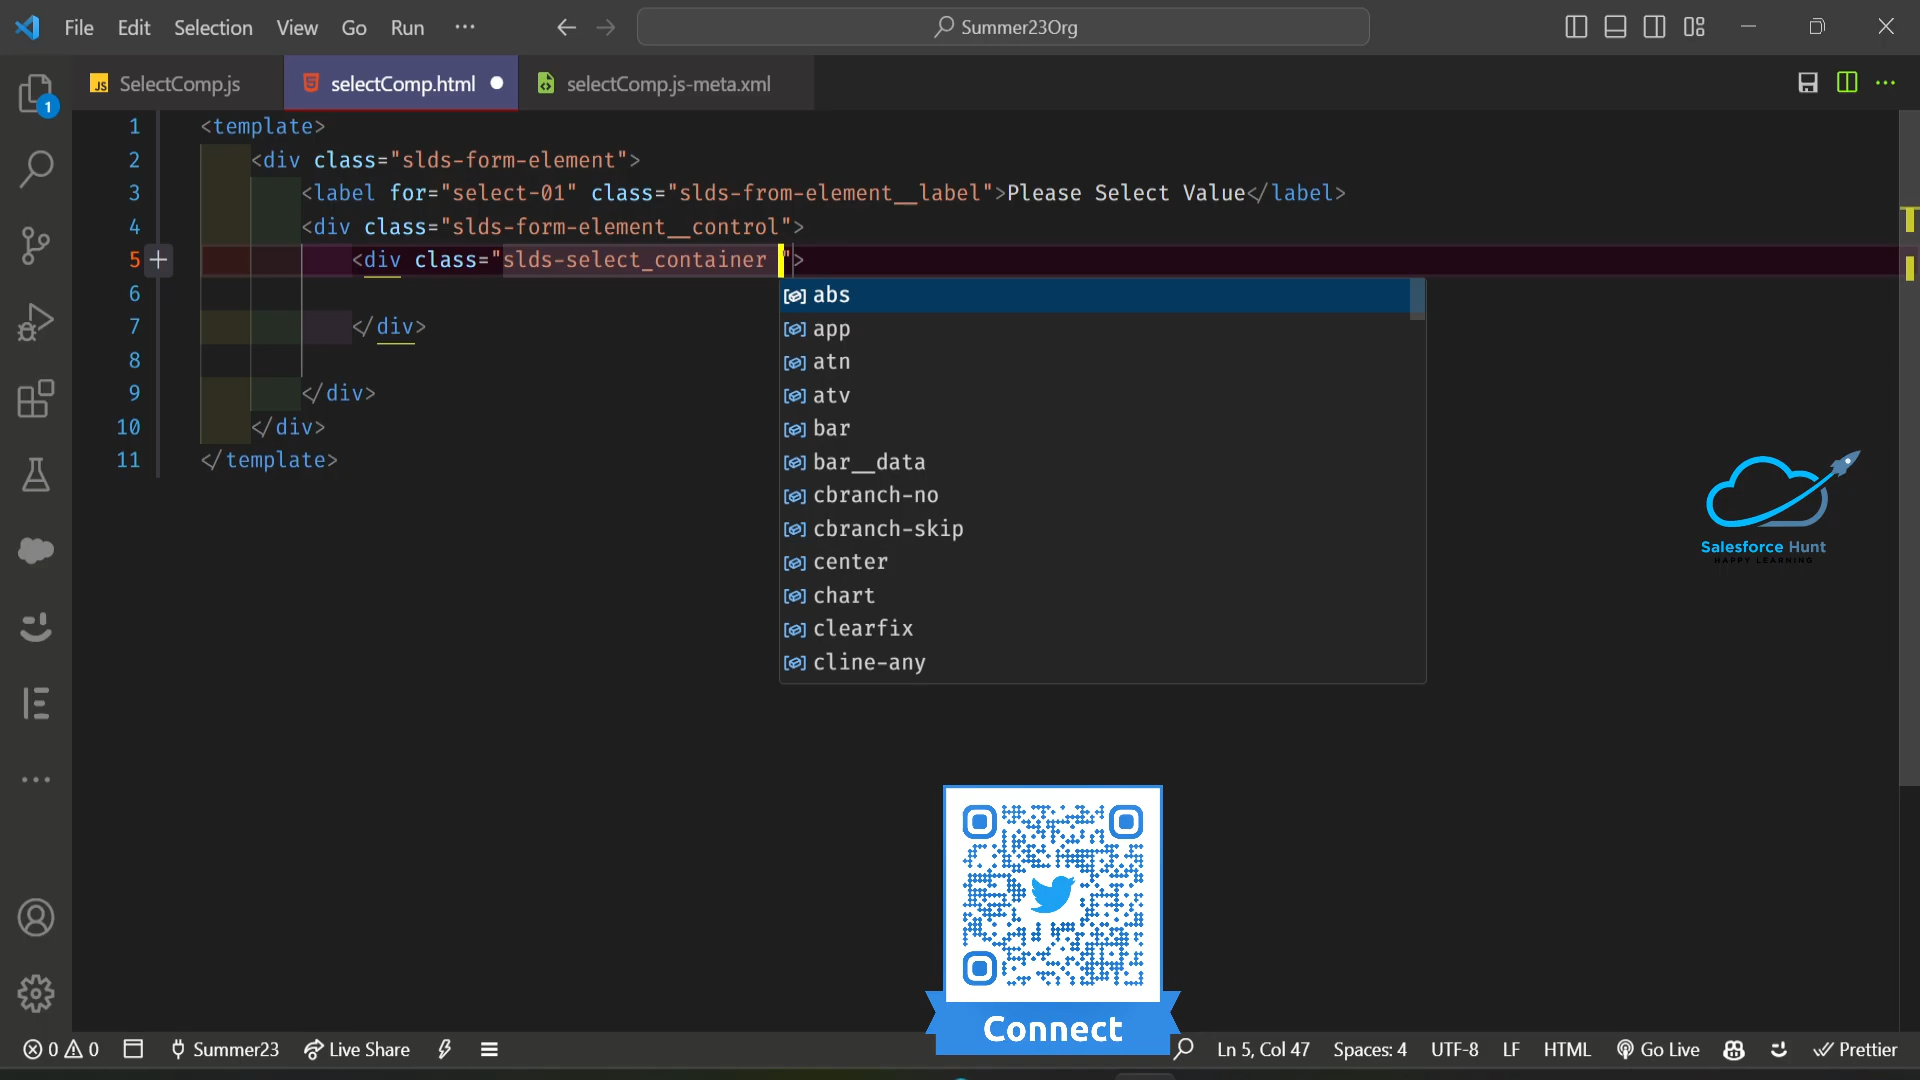 File Edit Selection View Go Run ··· Summer23Org
1
JS SelectComp.js selectComp.html selectComp.js-meta.xml
1 <template>
2 <div class="slds-form-element">
3 <label for="select-01" class="slds-from-element__label">Please Select Value</label>
4 <div class="slds-form-element__control">
5 <div class="slds-select_container ">
6
7 </div>
8
9 </div>
10 </div>
11 </template>
abs
app
atn
atv
bar
bar__data
cbranch-no
cbranch-skip
center
chart
clearfix
cline-any
Salesforce Hunt
HAPPY LEARNING
Connect
0 0 Summer23 Live Share Ln 5, Col 47 Spaces: 4 UTF-8 LF HTML Go Live Prettier